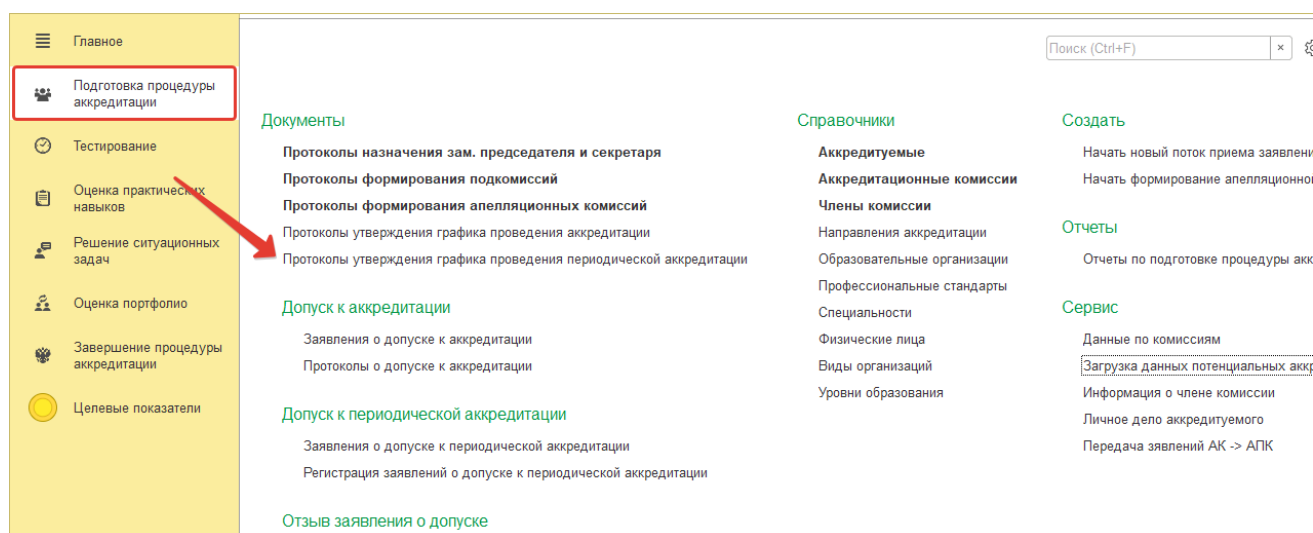 Главное
Подготовка процедуры
аккредитации
Тестирование
Оценка практических
навыков
Решение ситуационных
задач
Оценка портфолио
Завершение процедуры
аккредитации
Целевые показатели
Поиск (Ctrl+F)
×
Документы
Протоколы назначения зам. председателя и секретаря
Протоколы формирования подкомиссий
Протоколы формирования апелляционных комиссий
Протоколы утверждения графика проведения аккредитации
Протоколы утверждения графика проведения периодической аккредитации
Допуск к аккредитации
Заявления о допуске к аккредитации
Протоколы о допуске к аккредитации
Допуск к периодической аккредитации
Заявления о допуске к периодической аккредитации
Регистрация заявлений о допуске к периодической аккредитации
Отзыв заявления о допуске
Справочники
Аккредитуемые
Аккредитационные комиссии
Члены комиссии
Направления аккредитации
Образовательные организации
Профессиональные стандарты
Специальности
Физические лица
Виды организаций
Уровни образования
Создать
Начать новый поток приема заявлени
Начать формирование апелляционно
Отчеты
Отчеты по подготовке процедуры акк
Сервис
Данные по комиссиям
Загрузка данных потенциальных аккр
Информация о члене комиссии
Личное дело аккредитуемого
Передача зявлений АК -> АПК